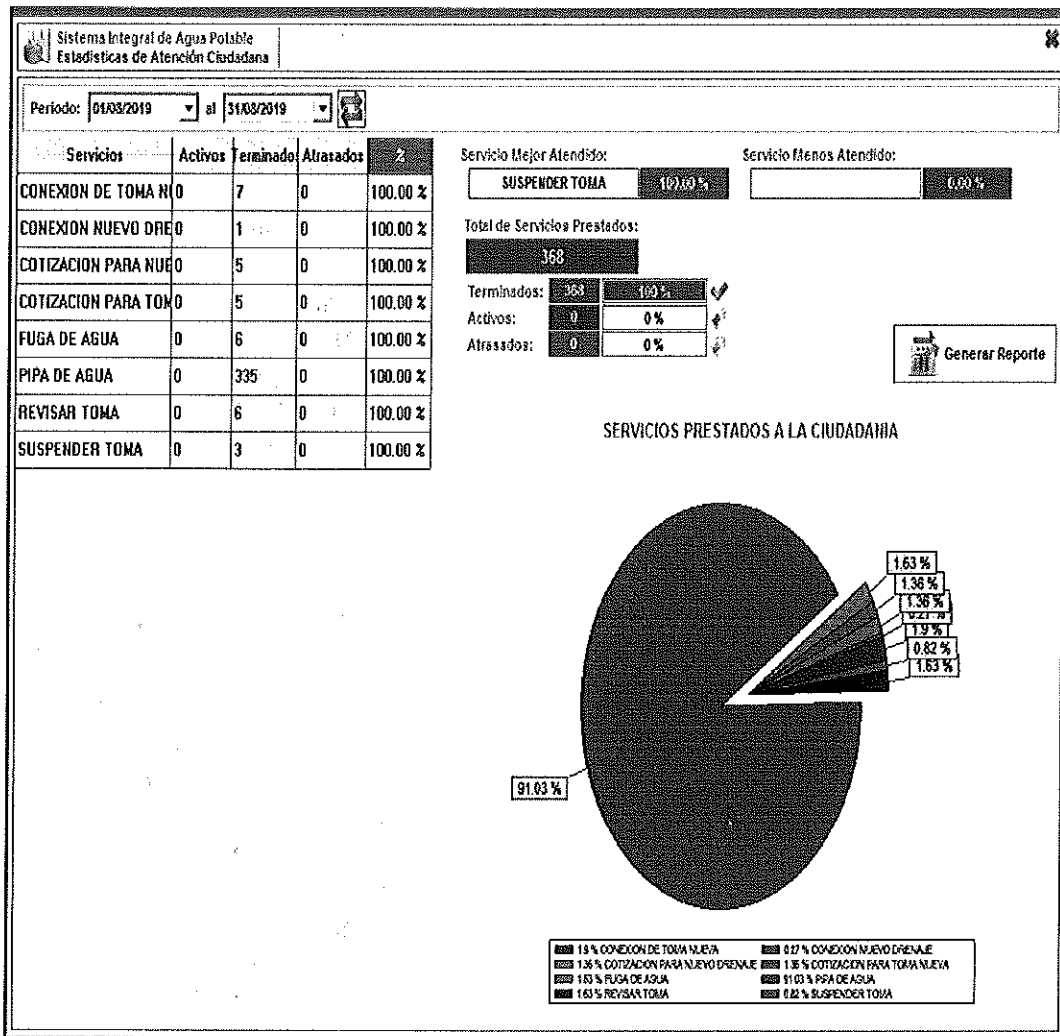 Sistema Integral de Agua Potable
Estadisticas de Atención Ciudadana
Periodo: 01/08/2019 al 31/08/2019
Servicios Activos Terminados Atrasados %
CONEXION DE TOMA NU 0 7 0 100.00 %
CONEXION NUEVO DRE 0 1 0 100.00 %
COTIZACION PARA NUE 0 5 0 100.00 %
COTIZACION PARA TOM 0 5 0 100.00 %
FUGA DE AGUA 0 6 0 100.00 %
PIPA DE AGUA 0 335 0 100.00 %
REVISAR TOMA 0 6 0 100.00 %
SUSPENDER TOMA 0 3 0 100.00 %
Servicio Mejor Atendido:
SUSPENDER TOMA 100.00 %
Servicio Menos Atendido:
0.00 %
Total de Servicios Prestados:
368
Terminados: 368 100 %
Activos: 0 0 %
Atrasados: 0 0 %
Generar Reporte
SERVICIOS PRESTADOS A LA CIUDADANIA
1.63 %
1.36 %
1.36 %
0.27 %
1.9 %
0.82 %
1.63 %
91.03 %
1.9 % CONEXION DE TOMA NUEVA 0.27 % CONEXION NUEVO DRENAJE
1.36 % COTIZACION PARA NUEVO DRENAJE 1.36 % COTIZACION PARA TOMA NUEVA
1.63 % FUGA DE AGUA 91.03 % PIPA DE AGUA
1.63 % REVISAR TOMA 0.82 % SUSPENDER TOMA